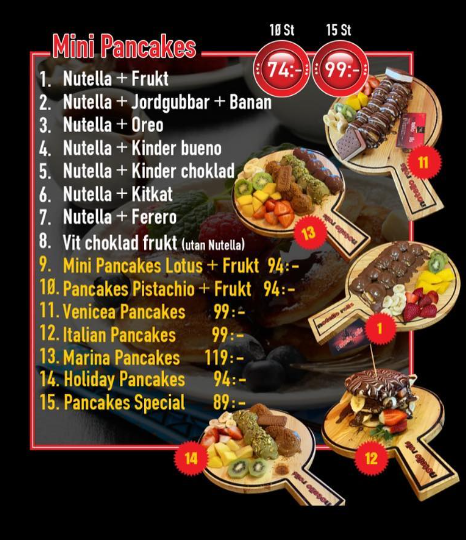 10 St 15 St
Mini Pancakes
74:- 99:-
1. Nutella + Frukt
2. Nutella + Jordgubbar + Banan
3. Nutella + Oreo
4. Nutella + Kinder bueno
5. Nutella + Kinder choklad
6. Nutella + Kitkat
7. Nutella + Ferero
8. Vit choklad frukt (utan Nutella)
9. Mini Pancakes Lotus + Frukt 94:-
10. Pancakes Pistachio + Frukt 94:-
11. Venicea Pancakes 99:-
12. Italian Pancakes 99:-
13. Marina Pancakes 119:-
14. Holiday Pancakes 94:-
15. Pancakes Special 89:-
11
13
1
14
12